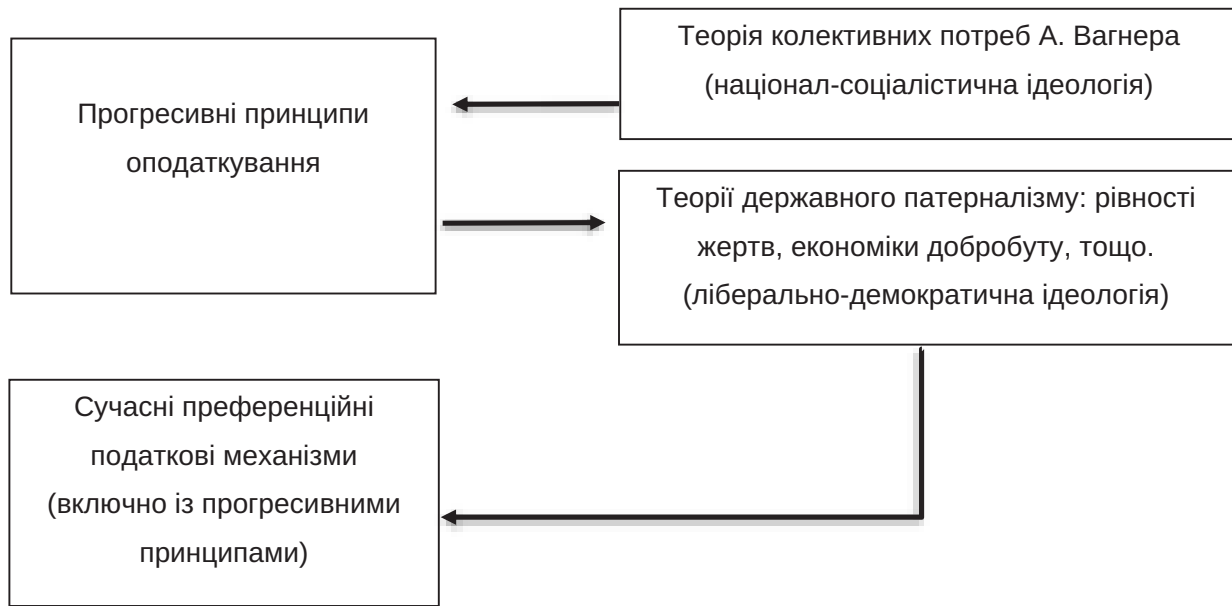 Теорія колективних потреб А. Вагнера
(націонал-соціалістична ідеологія)
Прогресивні принципи
оподаткування
Теорії державного патерналізму: рівності
жертв, економіки добробуту, тощо.
(ліберально-демократична ідеологія)
Сучасні преференційні
податкові механізми
(включно із прогресивними
принципами)